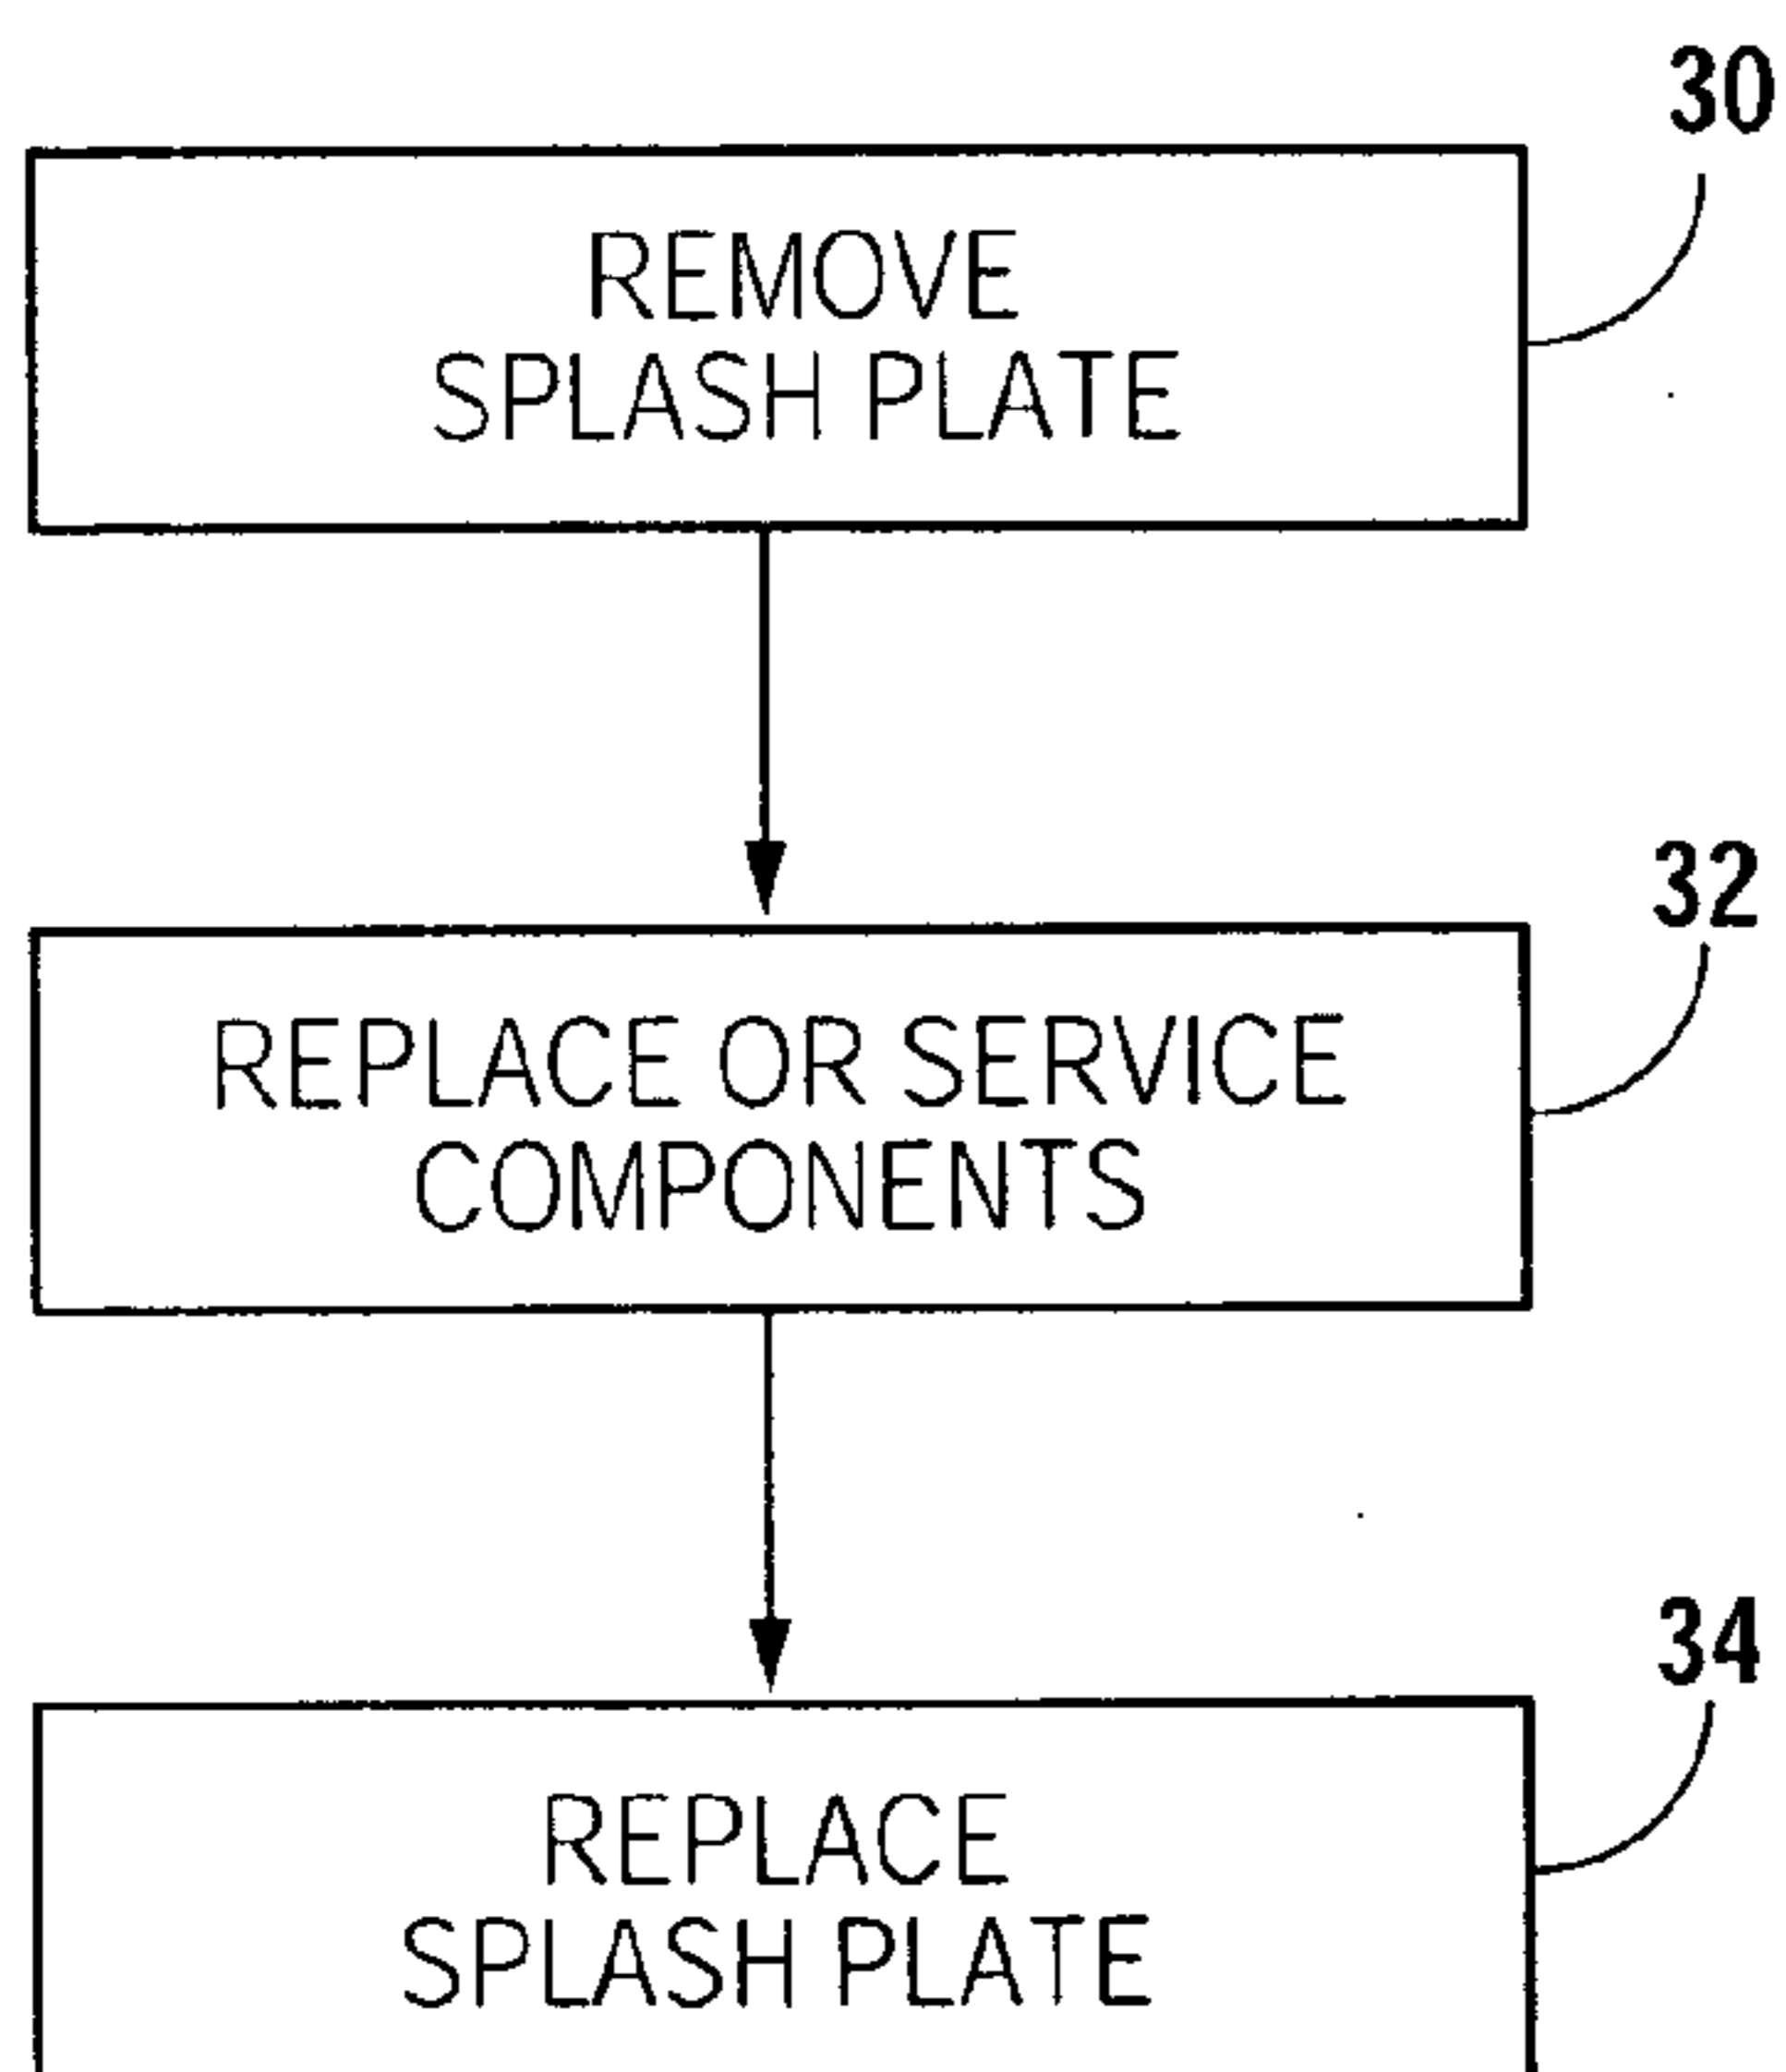 30
REMOVE
SPLASH PLATE
32
REPLACE OR SERVICE
COMPONENTS
34
REPLACE
SPLASH PLATE